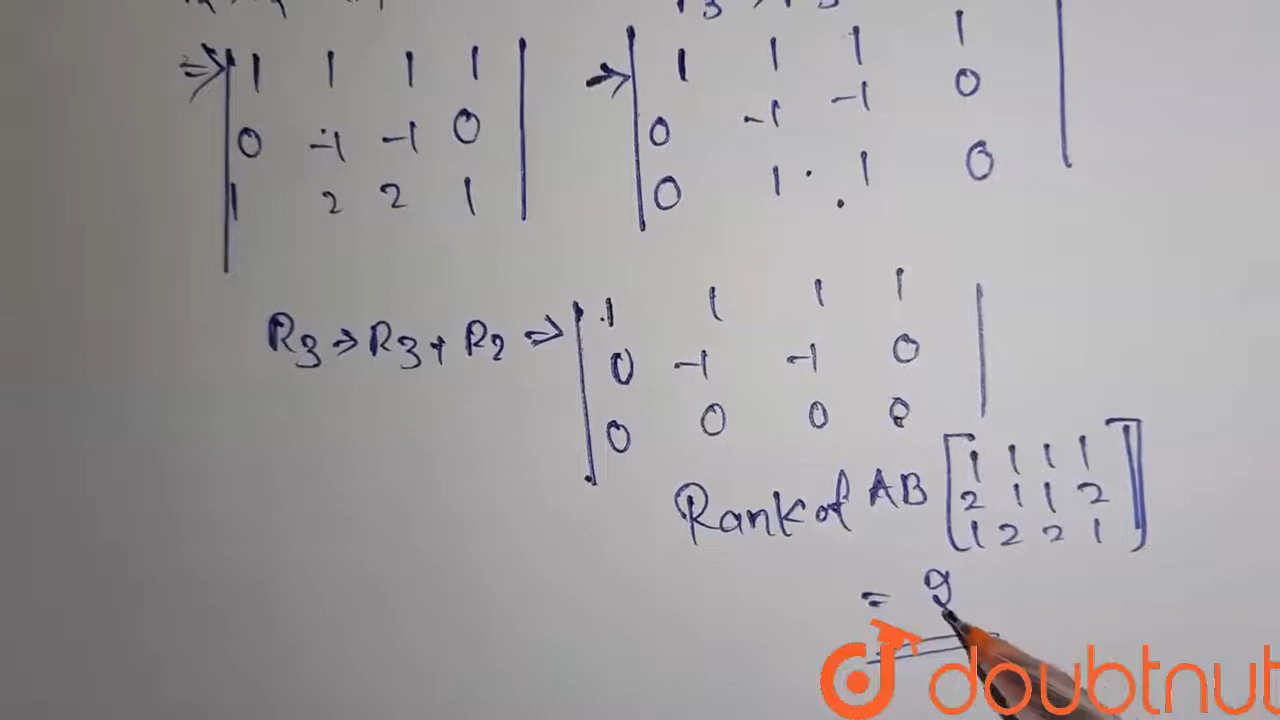 ⇒ | 1 1 1 1 |
0 -1 -1 0
1 2 2 1
→ | 1 1 1 1 |
0 -1 -1 0
0 1 1 0
R3 → R3 + R2 ⇒ | 1 1 1 1 |
0 -1 -1 0
0 0 0 0
Rank of AB [ 1 1 1 1 ]
2 1 1 2
1 2 2 1
=
doubtnut